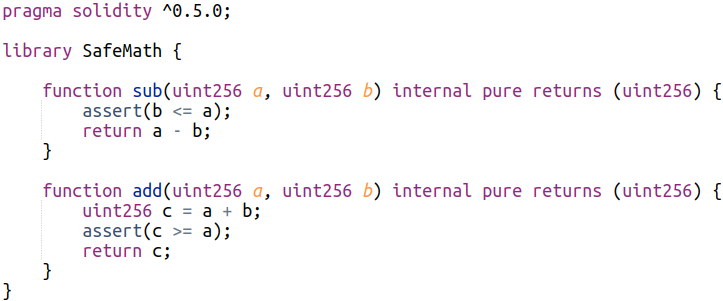 pragma solidity ^0.5.0;

library SafeMath {

    function sub(uint256 a, uint256 b) internal pure returns (uint256) {
        assert(b <= a);
        return a - b;
    }

    function add(uint256 a, uint256 b) internal pure returns (uint256) {
        uint256 c = a + b;
        assert(c >= a);
        return c;
    }
}